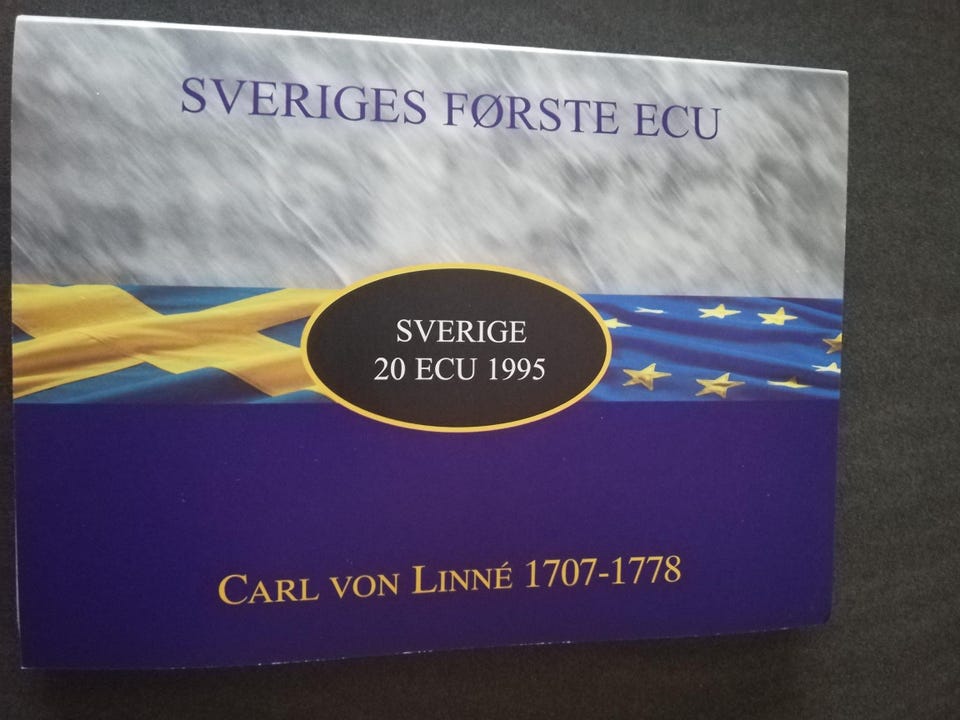 SVERIGES FØRSTE ECU
SVERIGE
20 ECU 1995
CARL VON LINNÉ 1707-1778